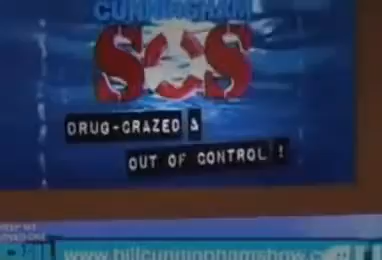 CUNNINGHAM
SOS
DRUG-CRAZED &
OUT OF CONTROL !
www.billcunninghamshow.c